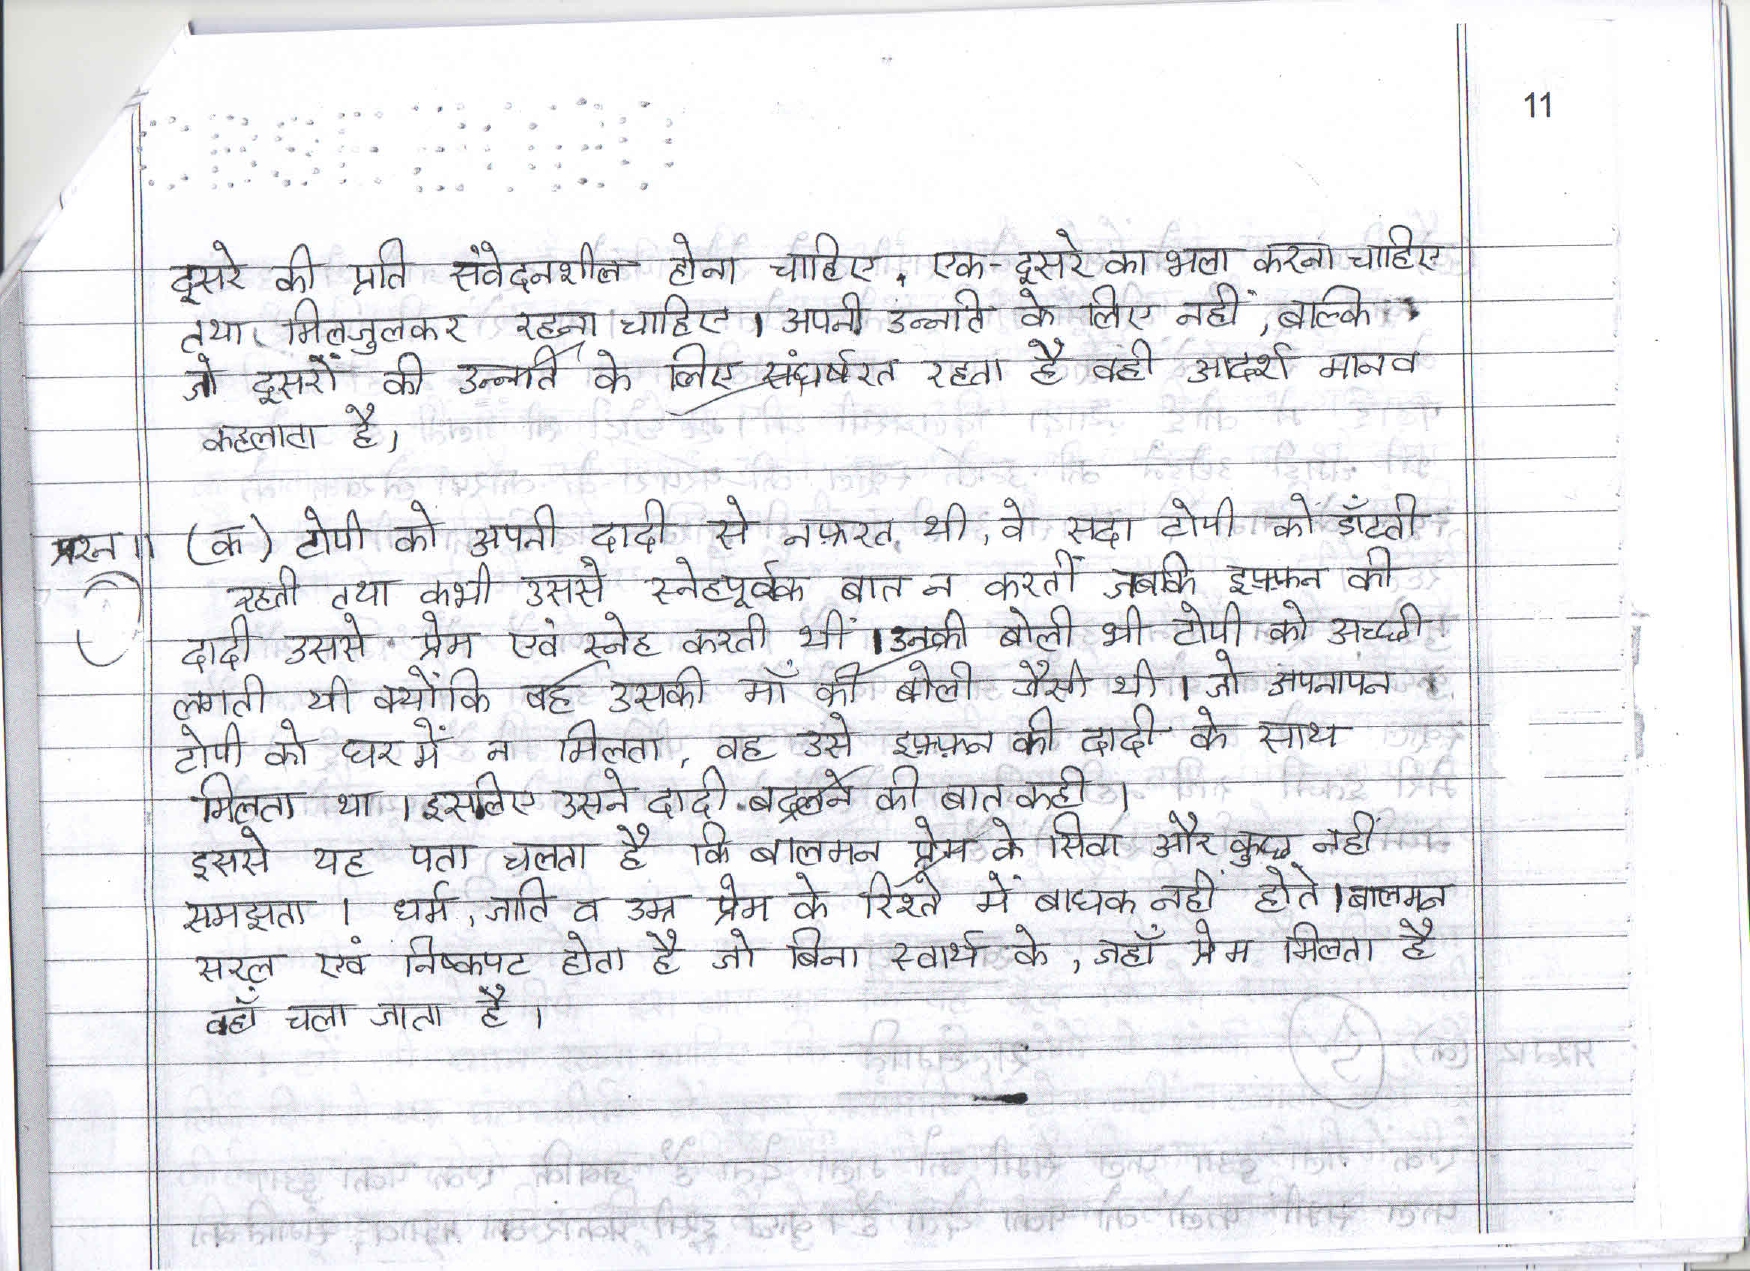 11
दूसरे की प्रति संवेदनशील होना चाहिए, एक-दूसरे का भला करना चाहिए
तथा मिलजुलकर रहना चाहिए। अपनी उन्नति के लिए नहीं, बल्कि
जो दूसरों की उन्नति के लिए संघर्षरत रहता है वही आदर्श मानव
कहलाता है।
प्रश्न 11 (क) टोपी को अपनी दादी से नफ़रत थी, वे सदा टोपी को डाँटती
रहती तथा कभी उससे स्नेहपूर्वक बात न करतीं जबकि इफ़्फ़न की
दादी उससे प्रेम एवं स्नेह करती थीं। उनकी बोली भी टोपी को अच्छी
लगती थी क्योंकि वह उसकी माँ की बोली जैसी थी। जो अपनापन
टोपी को घर में ना मिलता, वह उसे इफ़्फ़न की दादी के साथ
मिलता था। इसलिए उसने दादी बदलने की बात कही।
इससे यह पता चलता है कि बालमन प्रेम के सिवा और कुछ नहीं
समझता। धर्म, जाति व उम्र प्रेम के रिश्ते में बाधक नहीं होते। बालमन
सरल एवं निष्कपट होता है जो बिना स्वार्थ के, जहाँ प्रेम मिलता है
वहाँ चला जाता है।